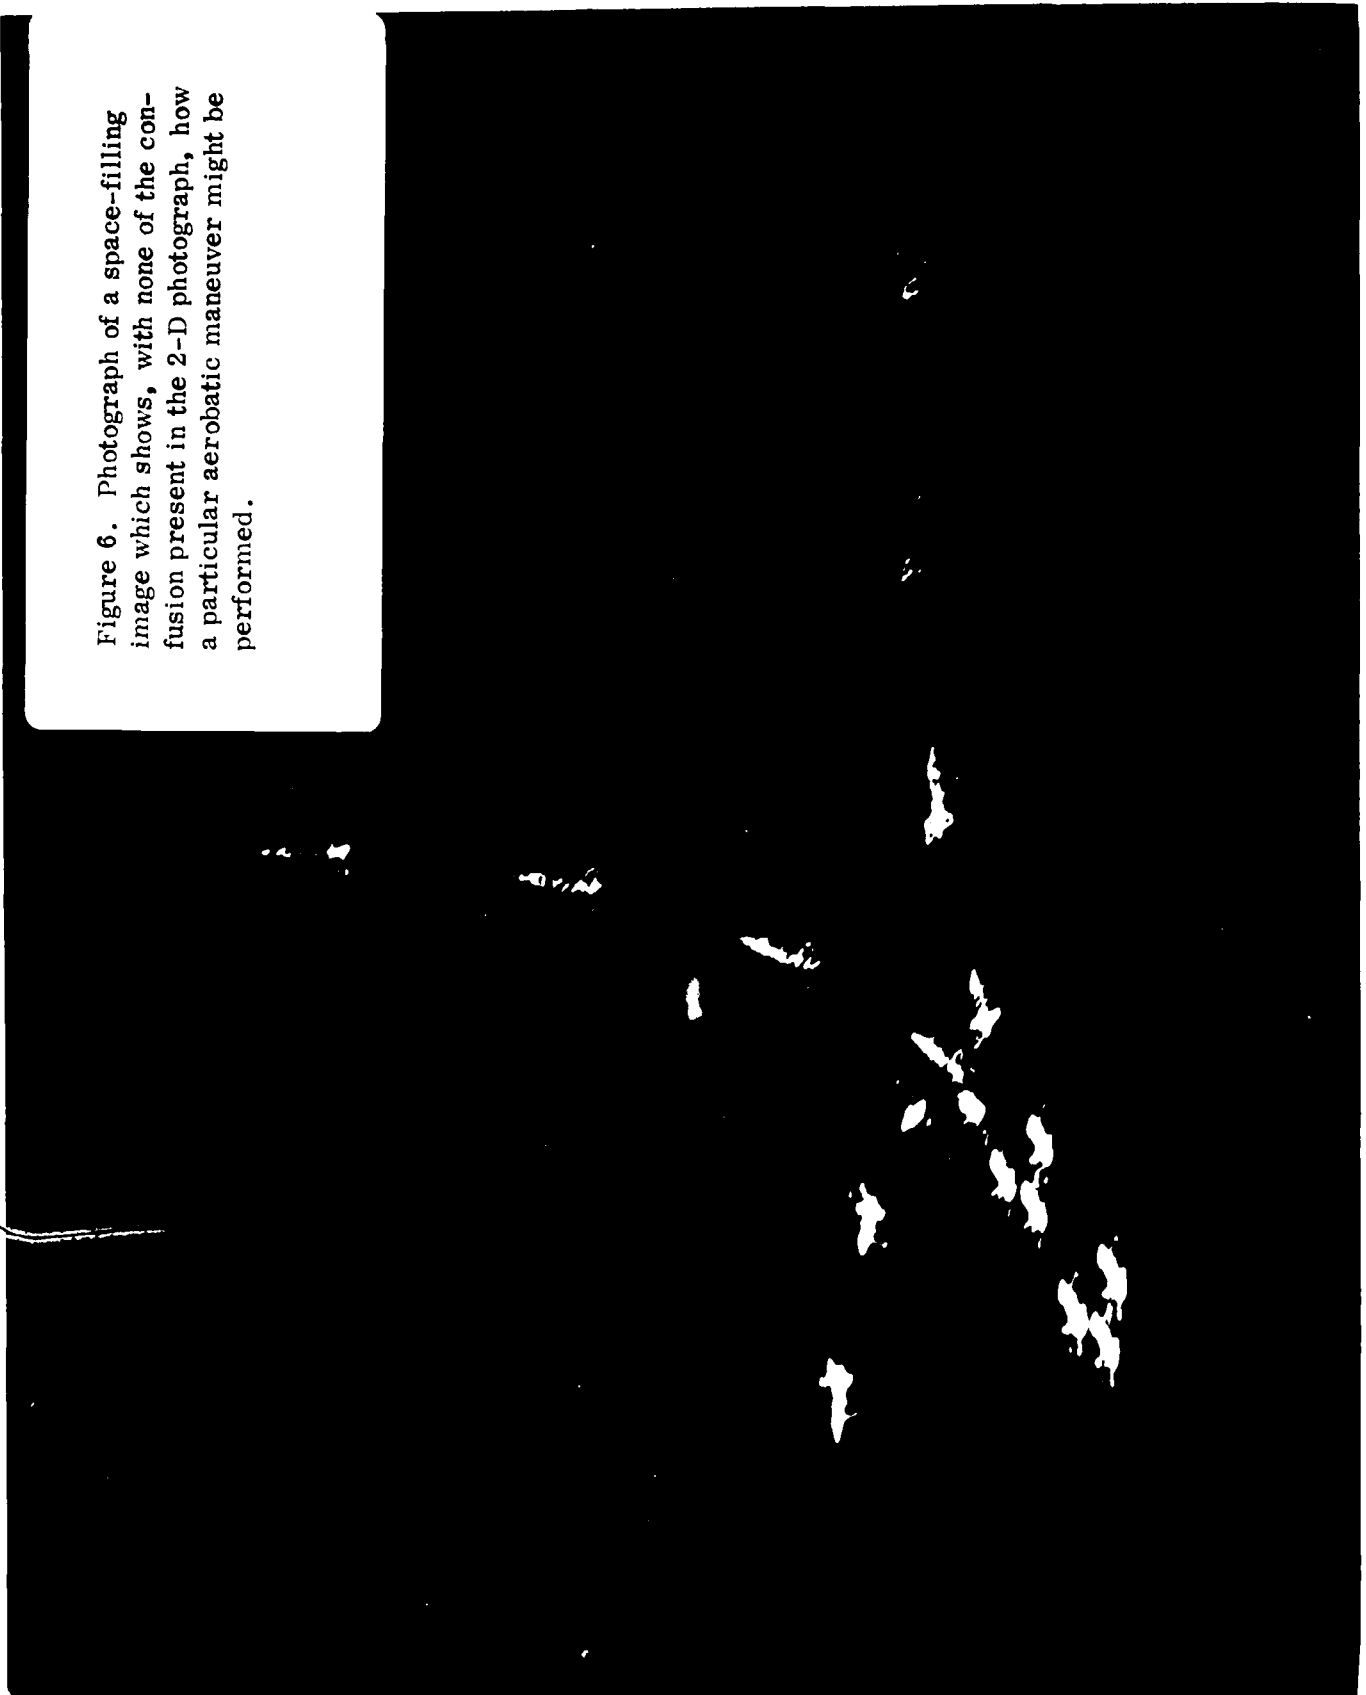 Figure 6. Photograph of a space-filling
image which shows, with none of the con-
fusion present in the 2-D photograph, how
a particular aerobatic maneuver might be
performed.